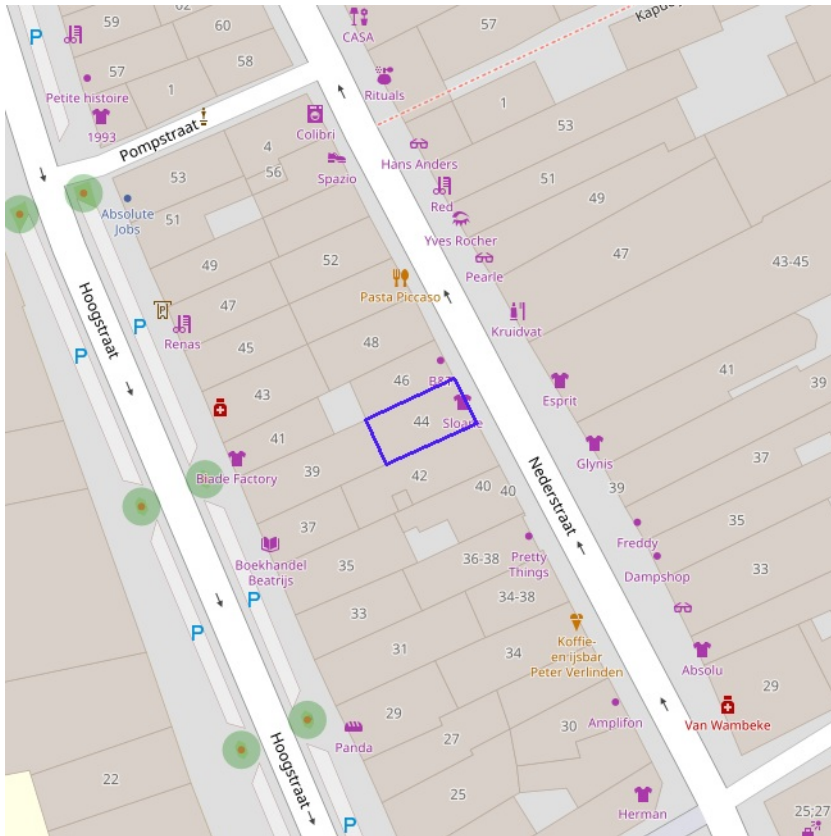 59
62
60
57
CASA
Kapu
57
58
Petite histoire
1
Rituals
1993
Pompstraat
Colibri
4
1
53
Hans Anders
53
56
Spazio
51
Red
49
Absolute
Jobs
51
Yves Rocher
52
47
43-45
49
Pearle
Pasta Piccaso
Hoogstraat
47
Kruidvat
Renas
45
48
41
39
46
B&T
43
Esprit
44
Sloane
41
Glynis
37
Blade Factory
39
42
40
40
39
Nederstraat
37
35
Freddy
Boekhandel
Beatrijs
35
36-38
Pretty
Things
Dampshop
33
34-38
33
Koffie-
en ijsbar
Peter Verlinden
31
34
Absolu
29
29
Van Wambeke
Amplifon
30
Panda
27
Hoogstraat
22
25
Herman
25;27
P
P
P
P
P
P
P